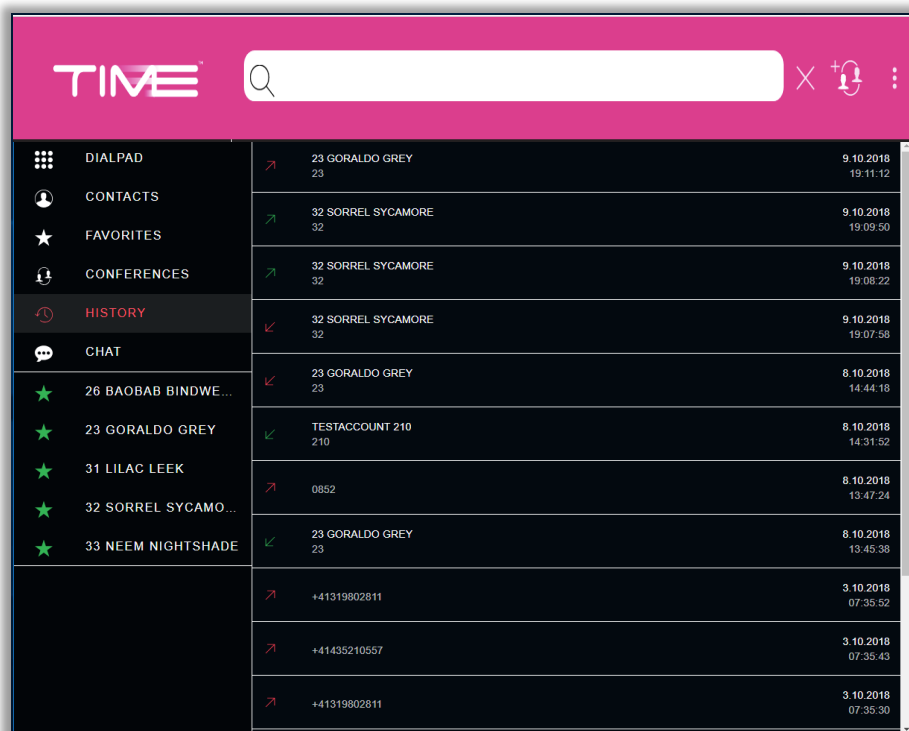 TIME™
DIALPAD
CONTACTS
FAVORITES
CONFERENCES
HISTORY
CHAT
26 BAOBAB BINDWE...
23 GORALDO GREY
31 LILAC LEEK
32 SORREL SYCAMO...
33 NEEM NIGHTSHADE
23 GORALDO GREY 9.10.2018
23 19:11:12
32 SORREL SYCAMORE 9.10.2018
32 19:09:50
32 SORREL SYCAMORE 9.10.2018
32 19:08:22
32 SORREL SYCAMORE 9.10.2018
32 19:07:58
23 GORALDO GREY 8.10.2018
23 14:44:18
TESTACCOUNT 210 8.10.2018
210 14:31:52
8.10.2018
0852 13:47:24
23 GORALDO GREY 8.10.2018
23 13:45:38
3.10.2018
+41319802811 07:35:52
3.10.2018
+41435210557 07:35:43
3.10.2018
+41319802811 07:35:30